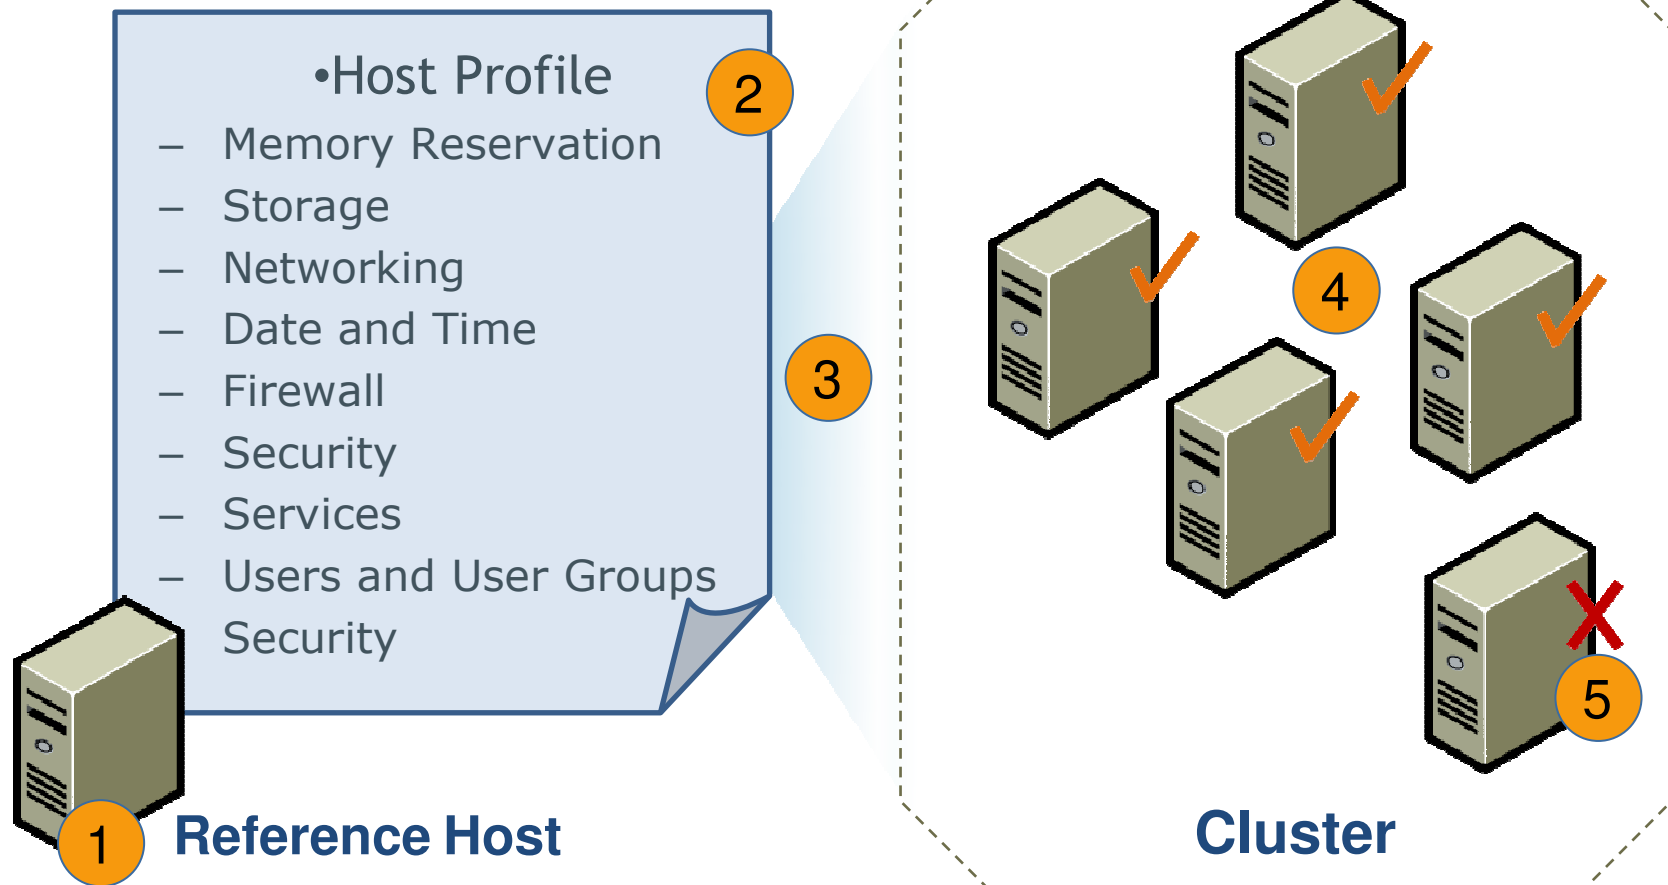 •Host Profile
2
– Memory Reservation
– Storage
– Networking
– Date and Time
– Firewall
– Security
– Services
– Users and User Groups
Security
3
4
5
1
Reference Host
Cluster